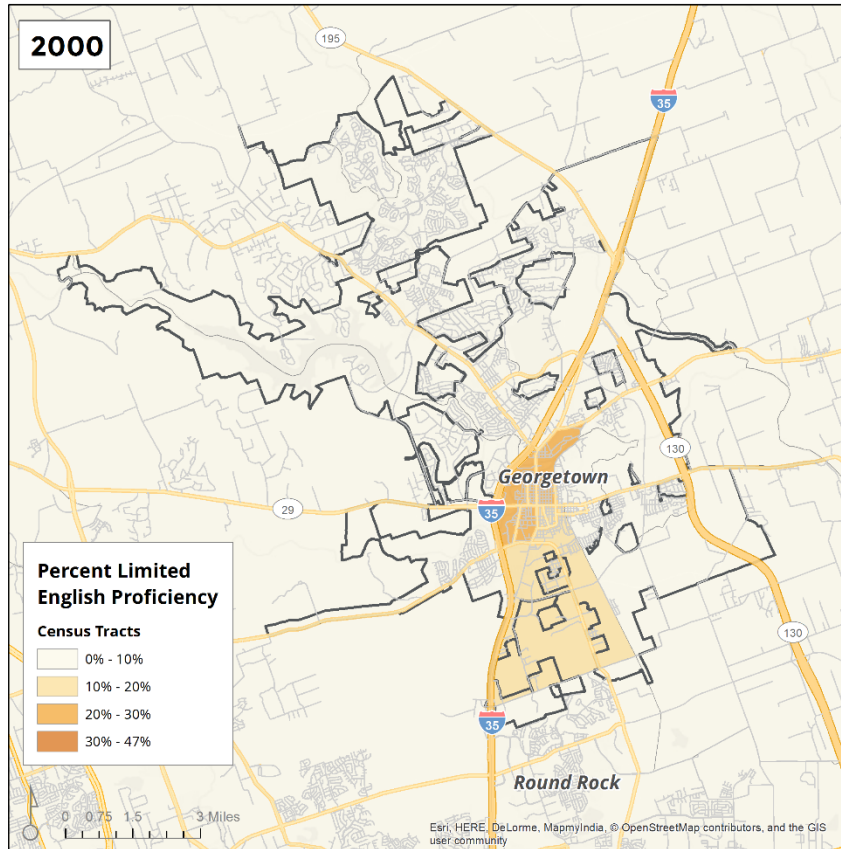 2000
195
35
130
Georgetown
29
35
130
Percent Limited
English Proficiency
Census Tracts
0% - 10%
10% - 20%
20% - 30%
30% - 47%
35
Round Rock
0 0.75 1.5 3 Miles
Esri, HERE, DeLorme, MapmyIndia, © OpenStreetMap contributors, and the GIS
user community